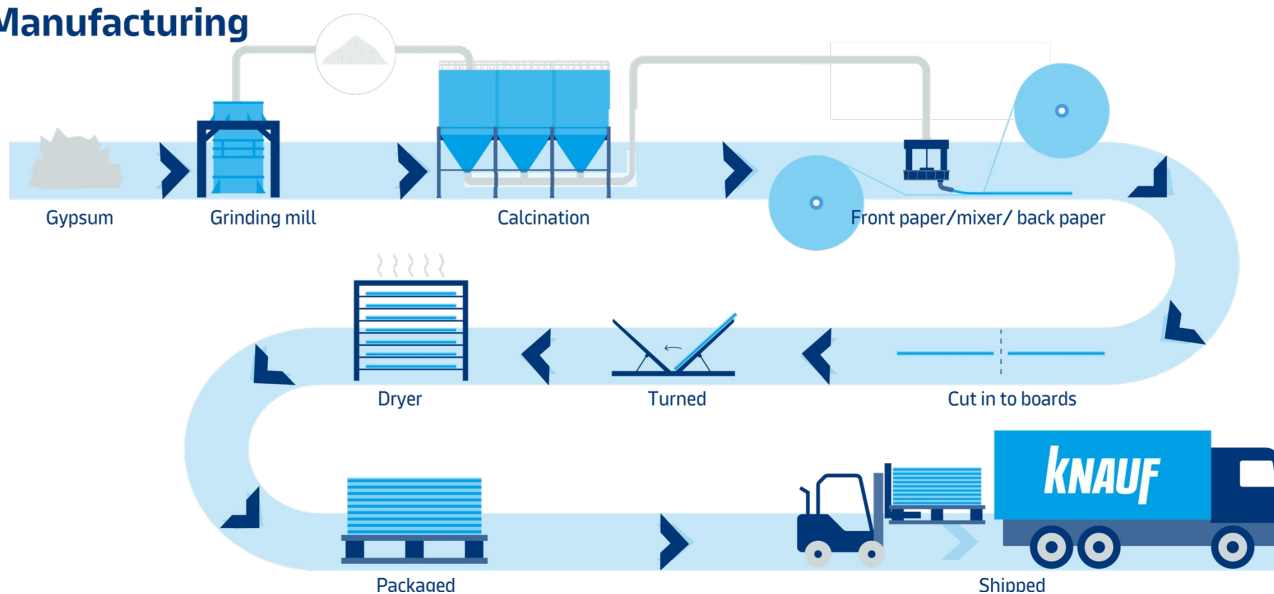 Manufacturing
Gypsum
Grinding mill
Calcination
Front paper/mixer/ back paper
Dryer
Turned
Cut in to boards
KNAUF
Packaged
Shipped